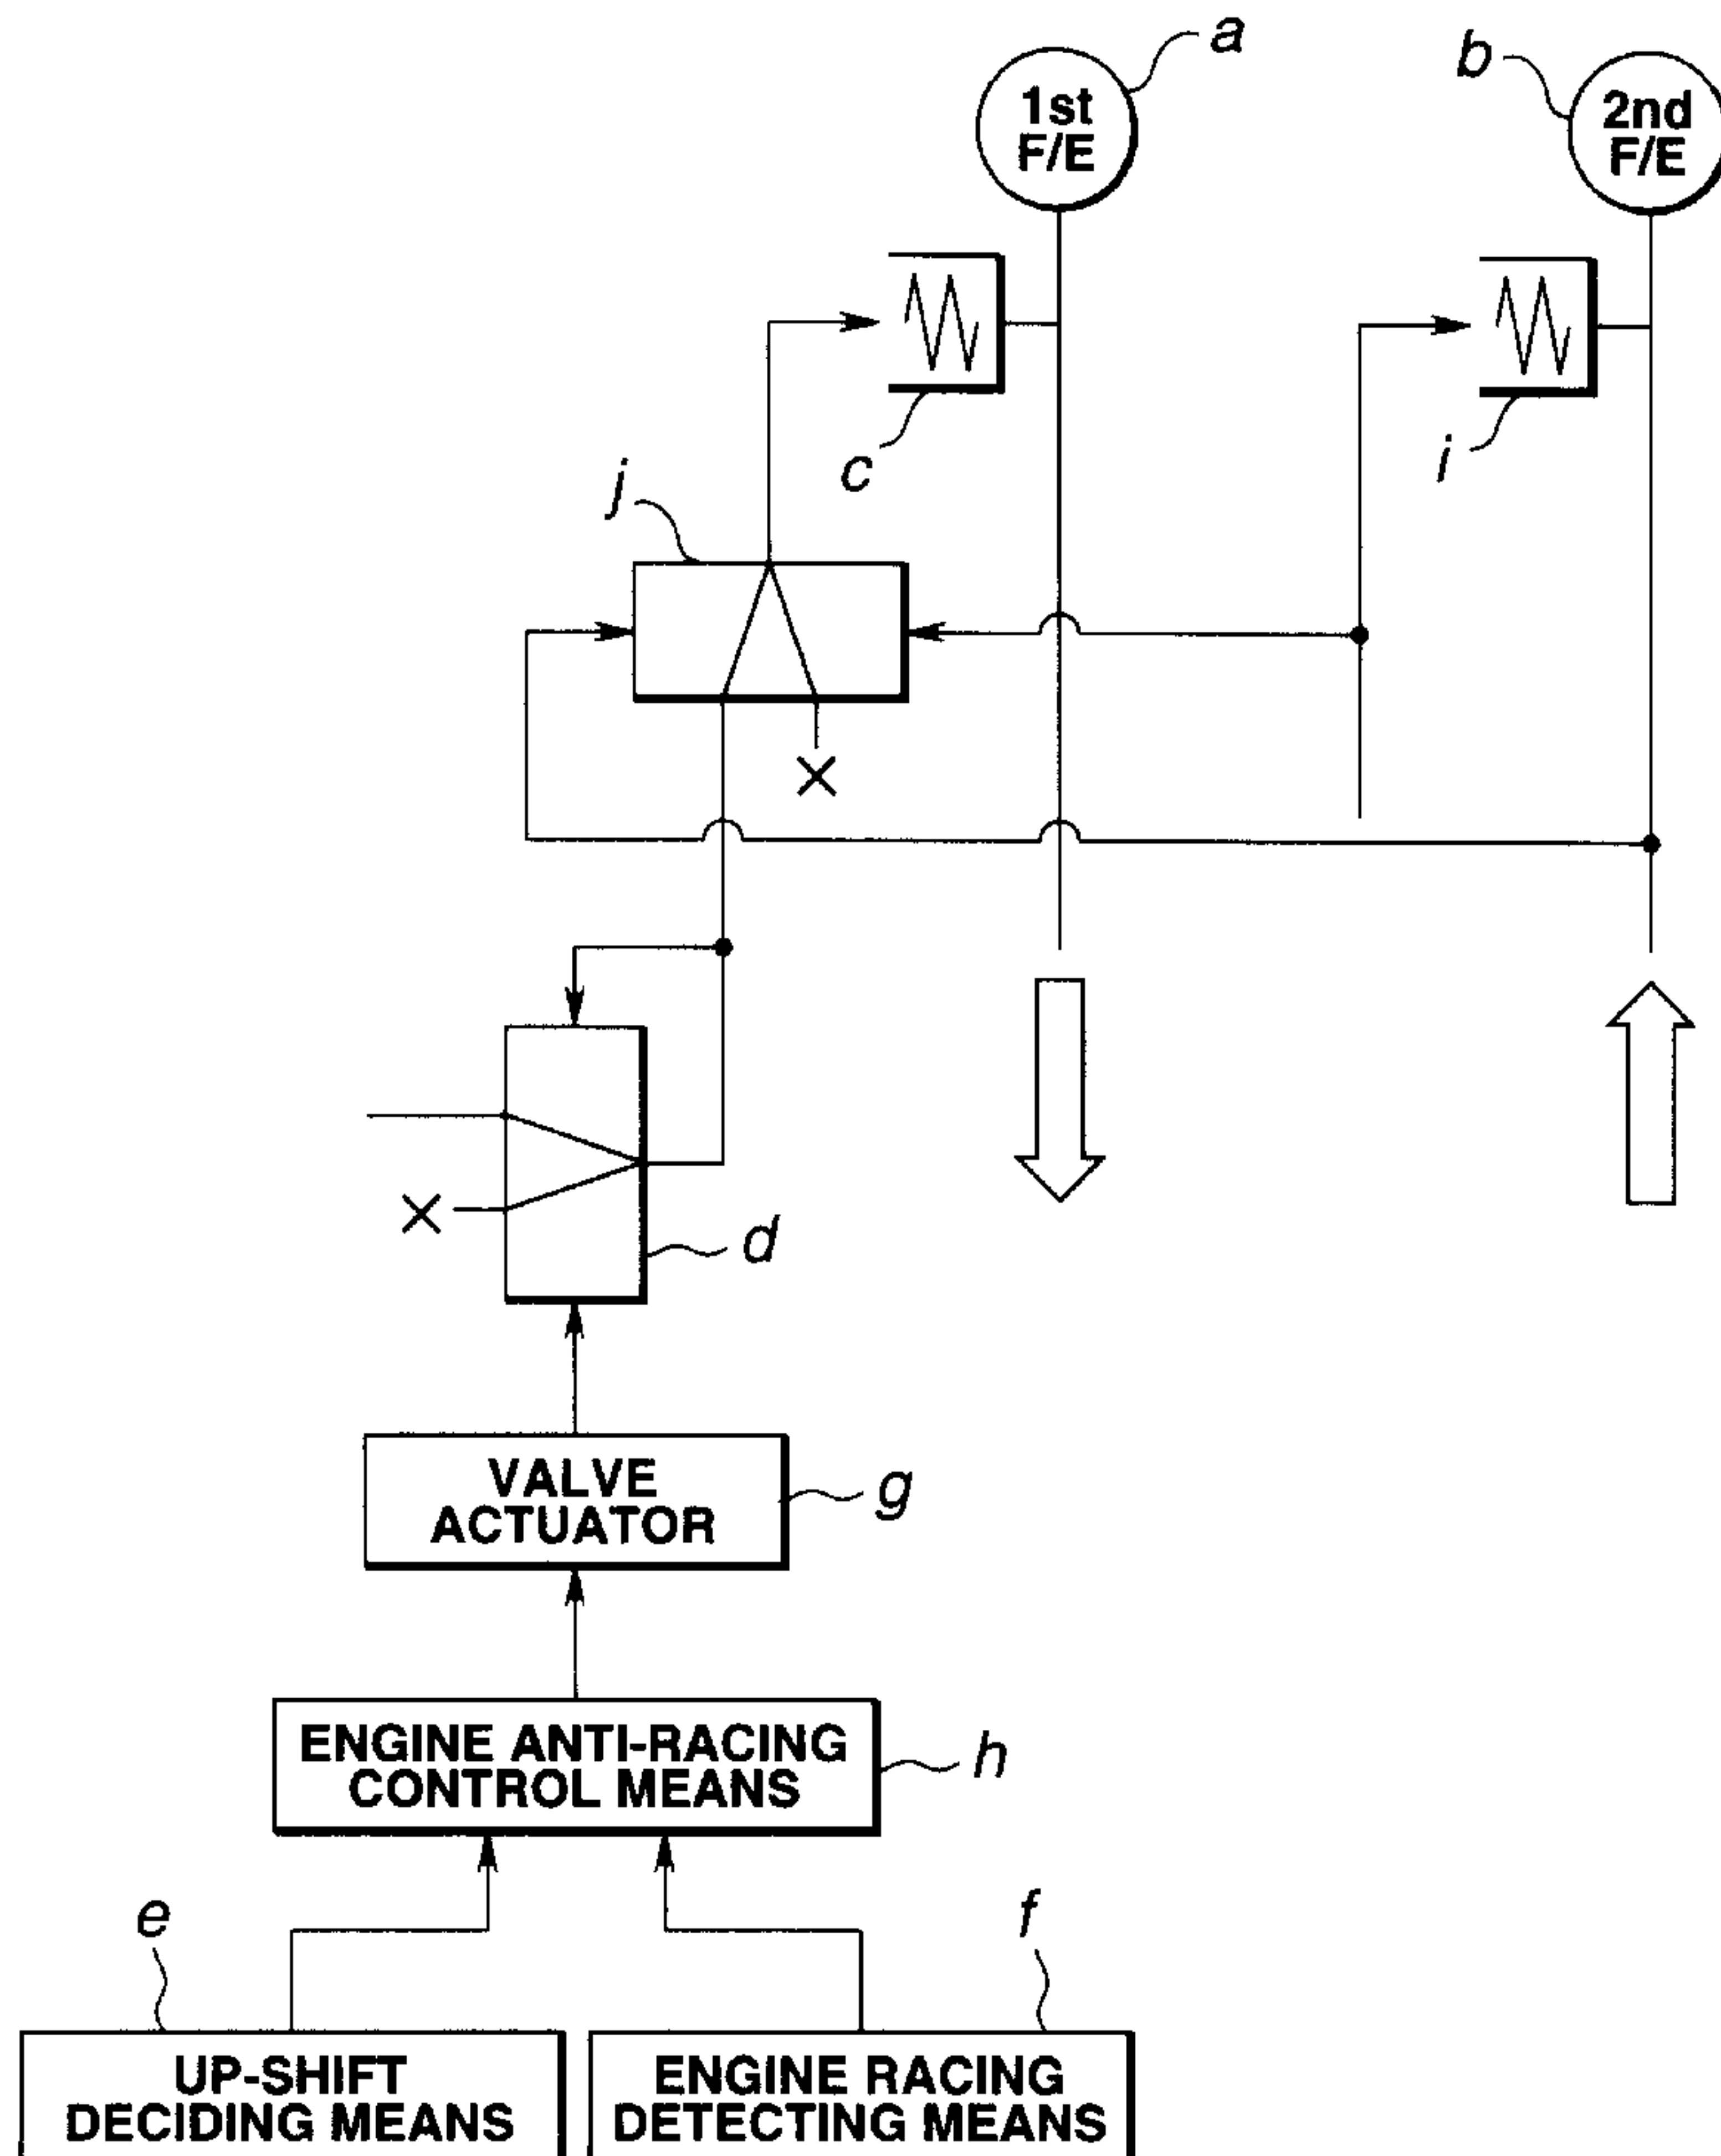 a
b
1st
F/E
2nd
F/E
c
i
j
d
VALVE
ACTUATOR
g
ENGINE ANTI-RACING
CONTROL MEANS
h
e
f
UP-SHIFT
DECIDING MEANS
ENGINE RACING
DETECTING MEANS